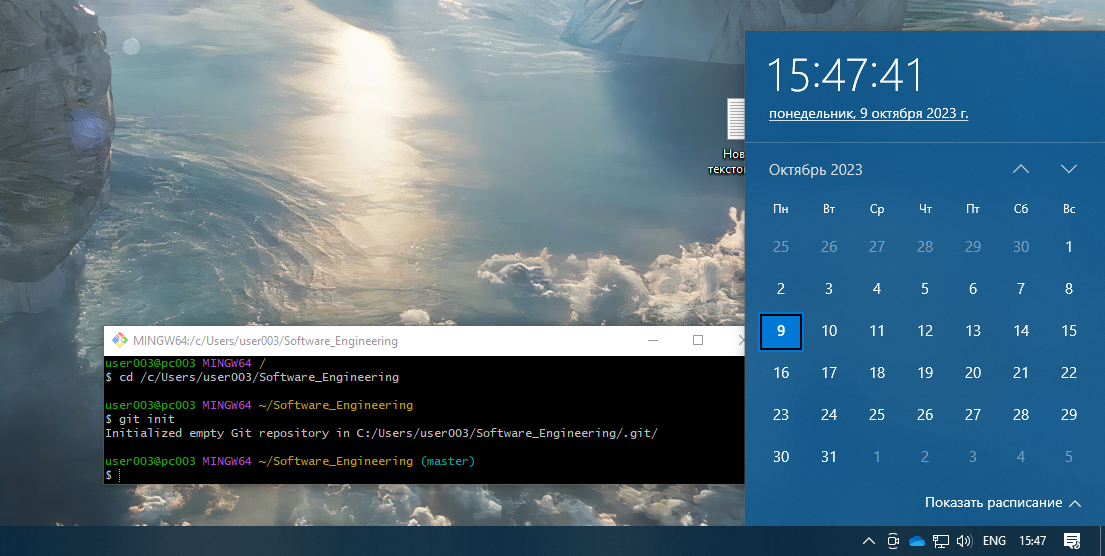 15:47:41
понедельник, 9 октября 2023 г.
Нов
тексто
Октябрь 2023
Пн Вт Ср Чт Пт Сб Вс
25 26 27 28 29 30 1
2 3 4 5 6 7 8
9 10 11 12 13 14 15
16 17 18 19 20 21 22
23 24 25 26 27 28 29
30 31 1 2 3 4 5
Показать расписание
MINGW64:/c/Users/user003/Software_Engineering
user003@pc003 MINGW64 /
$ cd /c/Users/user003/Software_Engineering
user003@pc003 MINGW64 ~/Software_Engineering
$ git init
Initialized empty Git repository in C:/Users/user003/Software_Engineering/.git/
user003@pc003 MINGW64 ~/Software_Engineering (master)
$
ENG 15:47